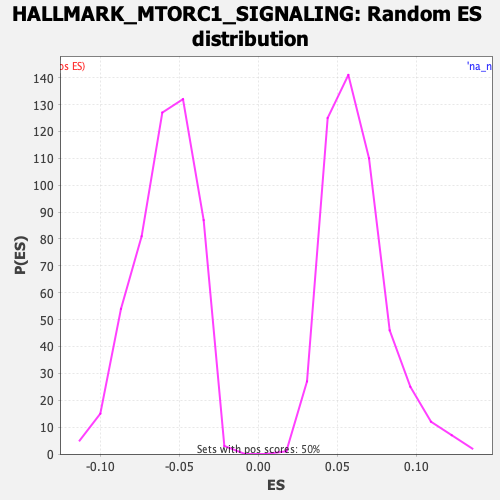 HALLMARK_MTORC1_SIGNALING: Random ES
distribution
os ES)
'na_n
140
130
120
110
100
90
80
70
60
50
40
30
20
10
0
P(ES)
Sets with pos scores: 50%
-0.10 -0.05 0.00 0.05 0.10
ES